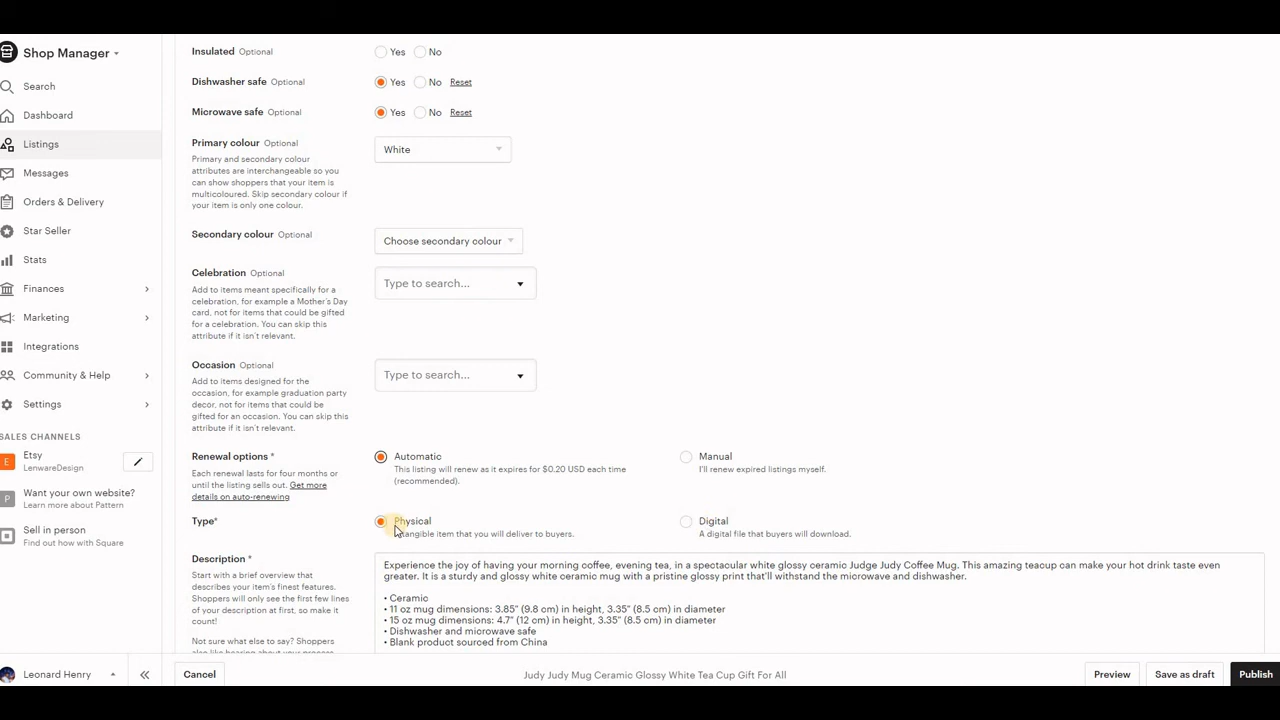 Shop Manager
Search
Dashboard
Listings
Messages
Orders & Delivery
Star Seller
Stats
Finances
Marketing
Integrations
Community & Help
Settings
SALES CHANNELS
E
Etsy
LenwareDesign
P
Want your own website?
Learn more about Pattern
Sell in person
Find out how with Square
Leonard Henry
Insulated Optional
Yes No
Dishwasher safe Optional
Yes No Reset
Microwave safe Optional
Yes No Reset
Primary colour Optional
Primary and secondary colour
attributes are interchangeable so you
can show shoppers that your item is
multicoloured. Skip secondary colour if
your item is only one colour.
White
Secondary colour Optional
Choose secondary colour
Celebration Optional
Add to items meant specifically for a
celebration, for example a Mother's Day
card, not for items that could be gifted
for a celebration. You can skip this
attribute if it isn't relevant.
Type to search...
Occasion Optional
Add to items designed for the
occasion, for example graduation party
decor, not for items that could be
gifted for an occasion. You can skip this
attribute if it isn't relevant.
Type to search...
Renewal options *
Each renewal lasts for four months or
until the listing sells out. Get more
details on auto-renewing
Automatic
This listing will renew as it expires for $0.20 USD each time
(recommended).
Manual
I'll renew expired listings myself.
Type*
Physical
tangible item that you will deliver to buyers.
Digital
A digital file that buyers will download.
Description *
Start with a brief overview that
describes your item's finest features.
Shoppers will only see the first few lines
of your description at first, so make it
count!
Not sure what else to say? Shoppers
Experience the joy of having your morning coffee, evening tea, in a spectacular white glossy ceramic Judge Judy Coffee Mug. This amazing teacup can make your hot drink taste even
greater. It is a sturdy and glossy white ceramic mug with a pristine glossy print that'll withstand the microwave and dishwasher.
• Ceramic
• 11 oz mug dimensions: 3.85″ (9.8 cm) in height, 3.35″ (8.5 cm) in diameter
• 15 oz mug dimensions: 4.7″ (12 cm) in height, 3.35″ (8.5 cm) in diameter
• Dishwasher and microwave safe
• Blank product sourced from China
Cancel
Judy Judy Mug Ceramic Glossy White Tea Cup Gift For All
Preview
Save as draft
Publish